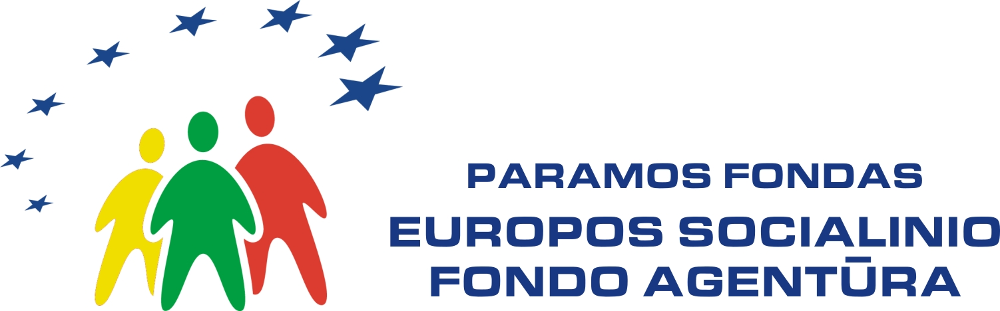 PARAMOS FONDAS
EUROPOS SOCIALINIO
FONDO AGENTŪRA